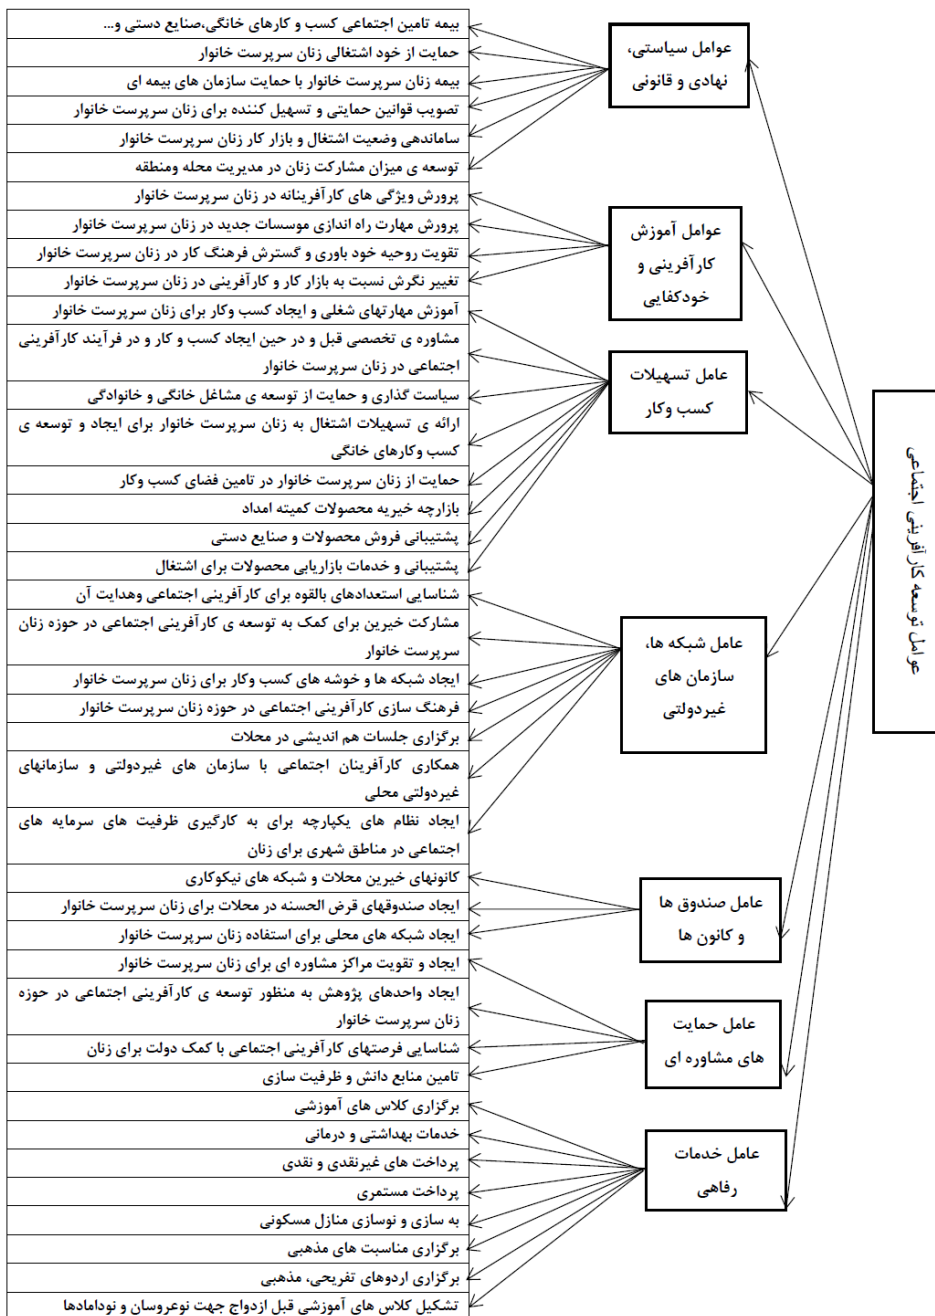 عوامل توسعه کارآفرینی اجتماعی
عوامل سیاستی،
نهادی و قانونی
بیمه تامین اجتماعی کسب و کارهای خانگی،صنایع دستی و...
حمایت از خود اشتغالی زنان سرپرست خانوار
بیمه زنان سرپرست خانوار با حمایت سازمان های بیمه ای
تصویب قوانین حمایتی و تسهیل کننده برای زنان سرپرست خانوار
ساماندهی وضعیت اشتغال و بازار کار زنان سرپرست خانوار
توسعه ی میزان مشارکت زنان در مدیریت محله ومنطقه
عوامل آموزش
کارآفرینی و
خودکفایی
پرورش ویژگی های کارآفرینانه در زنان سرپرست خانوار
پرورش مهارت راه اندازی موسسات جدید در زنان سرپرست خانوار
تقویت روحیه خود باوری و گسترش فرهنگ کار در زنان سرپرست خانوار
تغییر نگرش نسبت به بازار کار و کارآفرینی در زنان سرپرست خانوار
عامل تسهیلات
کسب وکار
آموزش مهارتهای شغلی و ایجاد کسب وکار برای زنان سرپرست خانوار
مشاوره ی تخصصی قبل و در حین ایجاد کسب و کار و در فرآیند کارآفرینی
اجتماعی در زنان سرپرست خانوار
سیاست گذاری و حمایت از توسعه ی مشاغل خانگی و خانوادگی
ارائه ی تسهیلات اشتغال به زنان سرپرست خانوار برای ایجاد و توسعه ی
کسب وکارهای خانگی
حمایت از زنان سرپرست خانوار در تامین فضای کسب وکار
بازارچه خیریه محصولات کمیته امداد
پشتیبانی فروش محصولات و صنایع دستی
پشتیبانی و خدمات بازاریابی محصولات برای اشتغال
عامل شبکه ها،
سازمان های
غیردولتی
شناسایی استعدادهای بالقوه برای کارآفرینی اجتماعی وهدایت آن
مشارکت خیرین برای کمک به توسعه ی کارآفرینی اجتماعی در حوزه زنان
سرپرست خانوار
ایجاد شبکه ها و خوشه های کسب وکار برای زنان سرپرست خانوار
فرهنگ سازی کارآفرینی اجتماعی در حوزه زنان سرپرست خانوار
برگزاری جلسات هم اندیشی در محلات
همکاری کارآفرینان اجتماعی با سازمان های غیردولتی و سازمانهای
غیردولتی محلی
ایجاد نظام های یکپارچه برای به کارگیری ظرفیت های سرمایه های
اجتماعی در مناطق شهری برای زنان
عامل صندوق ها
و کانون ها
کانونهای خیرین محلات و شبکه های نیکوکاری
ایجاد صندوقهای قرض الحسنه در محلات برای زنان سرپرست خانوار
ایجاد شبکه های محلی برای استفاده زنان سرپرست خانوار
عامل حمایت
های مشاوره ای
ایجاد و تقویت مراکز مشاوره ای برای زنان سرپرست خانوار
ایجاد واحدهای پژوهش به منظور توسعه ی کارآفرینی اجتماعی در حوزه
زنان سرپرست خانوار
شناسایی فرصتهای کارآفرینی اجتماعی با کمک دولت برای زنان
تامین منابع دانش و ظرفیت سازی
عامل خدمات
رفاهی
برگزاری کلاس های آموزشی
خدمات بهداشتی و درمانی
پرداخت های غیرنقدی و نقدی
پرداخت مستمری
به سازی و نوسازی منازل مسکونی
برگزاری مناسبت های مذهبی
برگزاری اردوهای تفریحی، مذهبی
تشکیل کلاس های آموزشی قبل ازدواج جهت نوعروسان و نودامادها